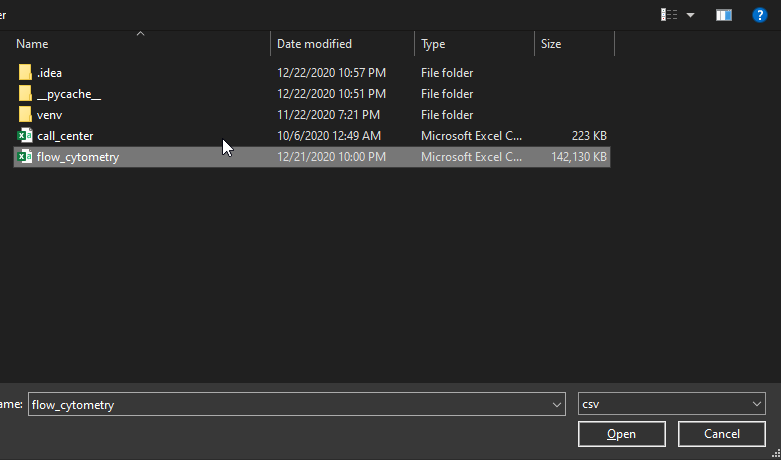 er
Name Date modified Type Size
.idea 12/22/2020 10:57 PM File folder
__pycache__ 12/22/2020 10:51 PM File folder
venv 11/22/2020 7:21 PM File folder
call_center 10/6/2020 12:49 AM Microsoft Excel C... 223 KB
flow_cytometry 12/21/2020 10:00 PM Microsoft Excel C... 142,130 KB
ame: flow_cytometry csv
Open Cancel